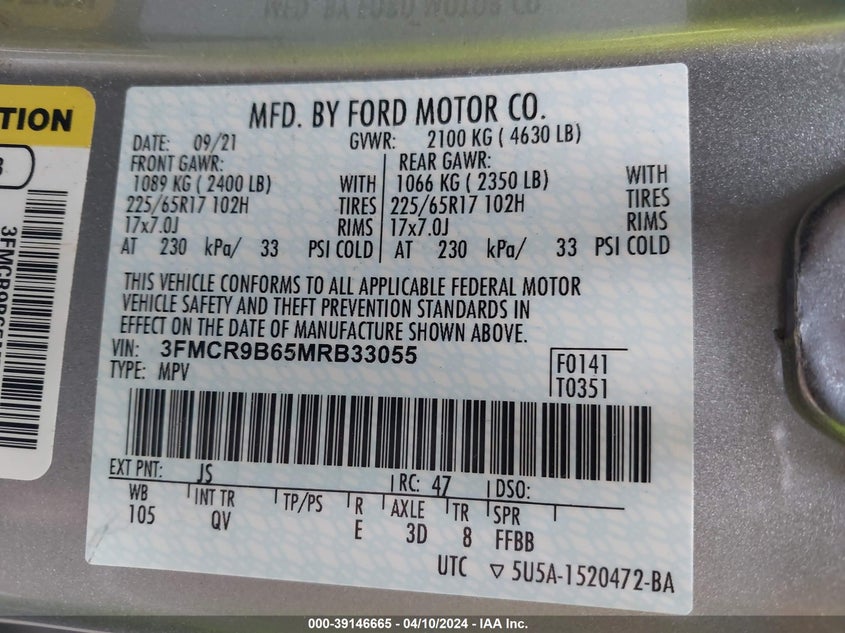 MFD. BY FORD MOTOR CO.
DATE: 09/21 GVWR: 2100 KG ( 4630 LB)
FRONT GAWR: REAR GAWR:
1089 KG ( 2400 LB) WITH 1066 KG ( 2350 LB) WITH
225/65R17 102H TIRES 225/65R17 102H TIRES
17x7.0J RIMS 17x7.0J RIMS
AT 230 kPa/ 33 PSI COLD AT 230 kPa/ 33 PSI COLD
THIS VEHICLE CONFORMS TO ALL APPLICABLE FEDERAL MOTOR
VEHICLE SAFETY AND THEFT PREVENTION STANDARDS IN
EFFECT ON THE DATE OF MANUFACTURE SHOWN ABOVE.
VIN: 3FMCR9B65MRB33055
TYPE: MPV
F0141
T0351
EXT PNT: JS RC: 47 DSO:
WB INT TR TP/PS R AXLE TR SPR
105 QV E 3D 8 FFBB
UTC ▽ 5U5A-1520472-BA
000-39146665 - 04/10/2024 - IAA Inc.